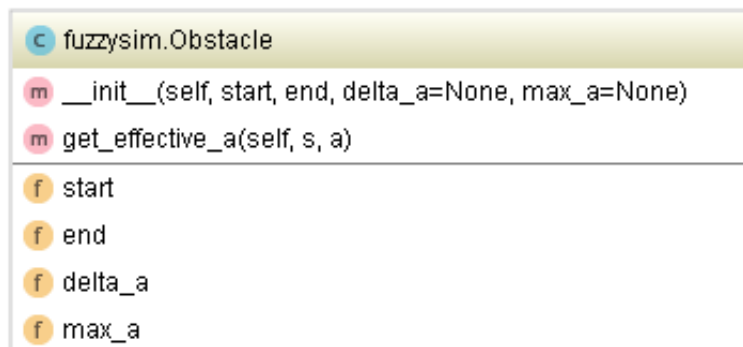 C fuzzysim.Obstacle
m __init__(self, start, end, delta_a=None, max_a=None)
m get_effective_a(self, s, a)
f start
f end
f delta_a
f max_a